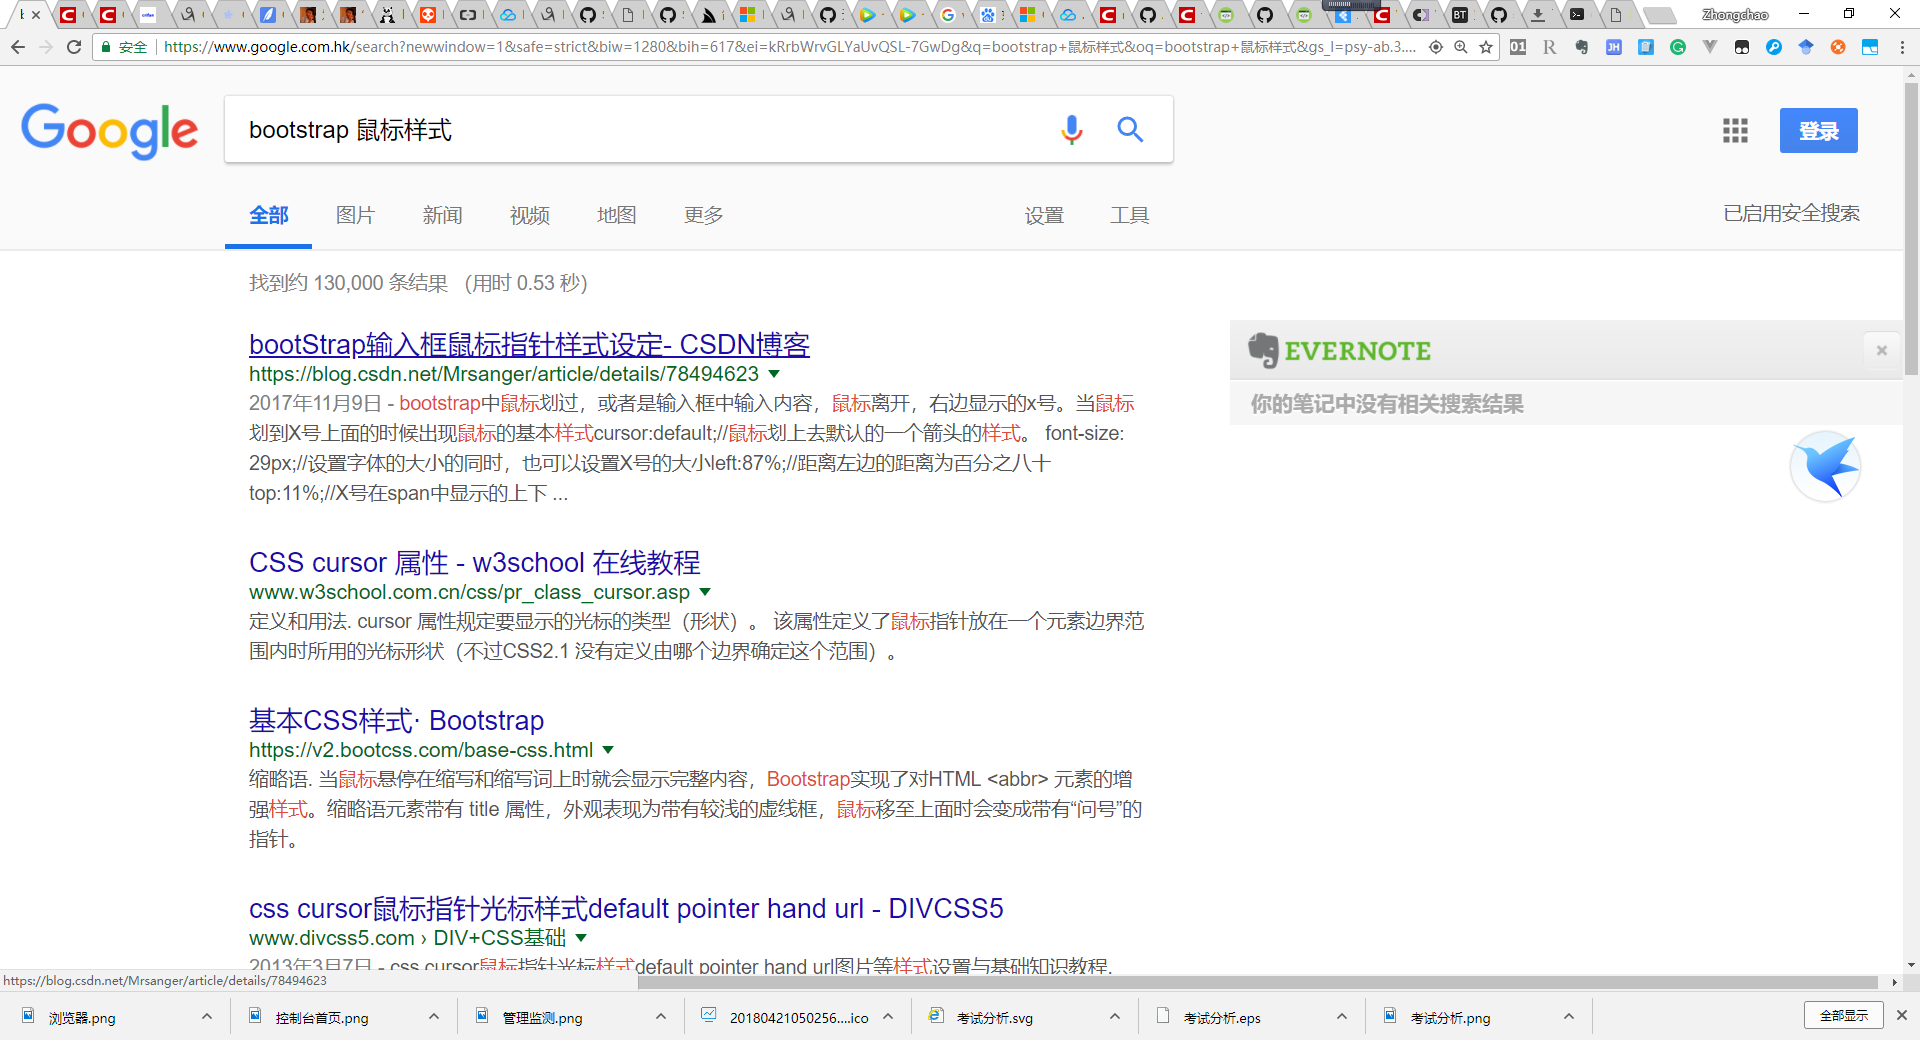 Zhongchao
安全 https://www.google.com.hk/search?newwindow=1&safe=strict&biw=1280&bih=617&ei=kRrbWrvGLYaUvQSL-7GwDg&q=bootstrap+鼠标样式&oq=bootstrap+鼠标样式&gs_l=psy-ab.3....
Google
bootstrap 鼠标样式
登录
全部 图片 新闻 视频 地图 更多 设置 工具
已启用安全搜索
找到约 130,000 条结果 (用时 0.53 秒)
bootStrap输入框鼠标指针样式设定- CSDN博客
https://blog.csdn.net/Mrsanger/article/details/78494623
2017年11月9日 - bootstrap中鼠标划过，或者是输入框中输入内容，鼠标离开，右边显示的x号。当鼠标
划到X号上面的时候出现鼠标的基本样式cursor:default;//鼠标划上去默认的一个箭头的样式。 font-size:
29px;//设置字体的大小的同时，也可以设置X号的大小left:87%;//距离左边的距离为百分之八十
top:11%;//X号在span中显示的上下 ...
EVERNOTE
你的笔记中没有相关搜索结果
CSS cursor 属性 - w3school 在线教程
www.w3school.com.cn/css/pr_class_cursor.asp
定义和用法. cursor 属性规定要显示的光标的类型（形状）。 该属性定义了鼠标指针放在一个元素边界范
围内时所用的光标形状（不过CSS2.1 没有定义由哪个边界确定这个范围）。
基本CSS样式· Bootstrap
https://v2.bootcss.com/base-css.html
缩略语. 当鼠标悬停在缩写和缩写词上时就会显示完整内容，Bootstrap实现了对HTML <abbr> 元素的增
强样式。缩略语元素带有 title 属性，外观表现为带有较浅的虚线框，鼠标移至上面时会变成带有“问号”的
指针。
css cursor鼠标指针光标样式default pointer hand url - DIVCSS5
www.divcss5.com › DIV+CSS基础
2013年3月7日 - css cursor鼠标指针光标样式default pointer hand url图片等样式设置与基础知识教程.
https://blog.csdn.net/Mrsanger/article/details/78494623
浏览器.png
控制台首页.png
管理监测.png
20180421050256....ico
考试分析.svg
考试分析.eps
考试分析.png
全部显示